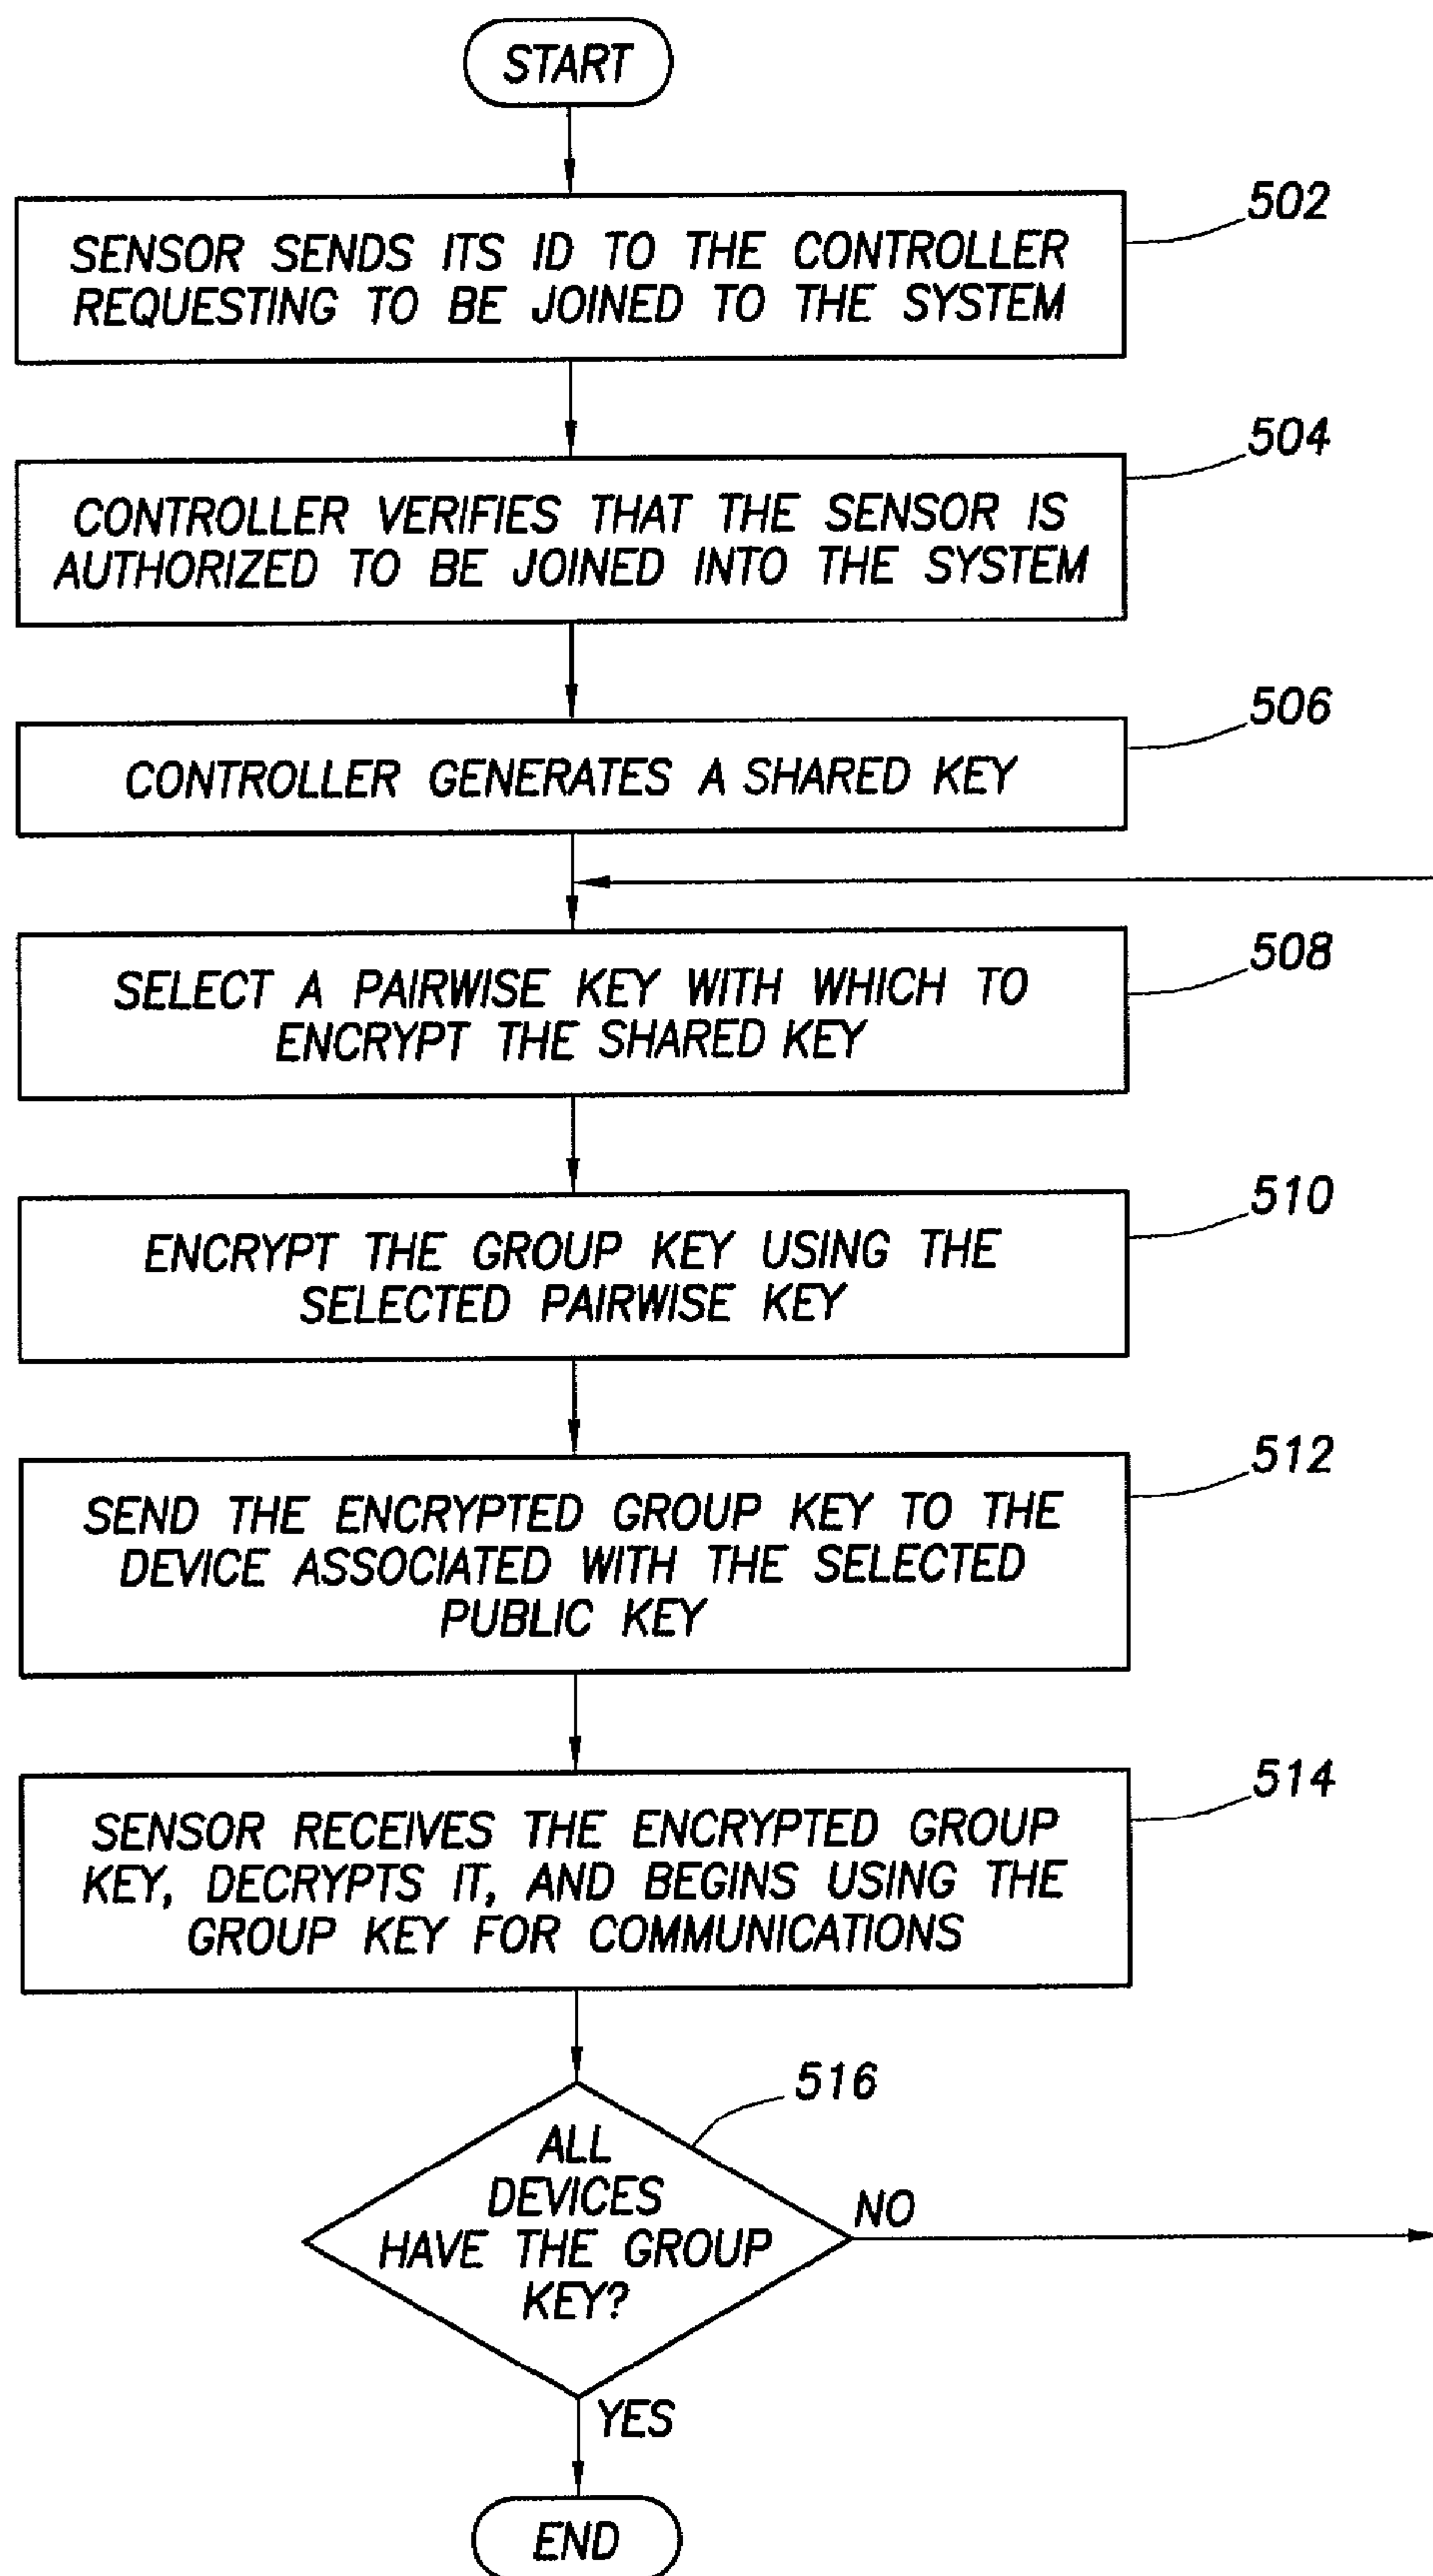 START
502
SENSOR SENDS ITS ID TO THE CONTROLLER
REQUESTING TO BE JOINED TO THE SYSTEM
504
CONTROLLER VERIFIES THAT THE SENSOR IS
AUTHORIZED TO BE JOINED INTO THE SYSTEM
506
CONTROLLER GENERATES A SHARED KEY
508
SELECT A PAIRWISE KEY WITH WHICH TO
ENCRYPT THE SHARED KEY
510
ENCRYPT THE GROUP KEY USING THE
SELECTED PAIRWISE KEY
512
SEND THE ENCRYPTED GROUP KEY TO THE
DEVICE ASSOCIATED WITH THE SELECTED
PUBLIC KEY
514
SENSOR RECEIVES THE ENCRYPTED GROUP
KEY, DECRYPTS IT, AND BEGINS USING THE
GROUP KEY FOR COMMUNICATIONS
516
ALL
DEVICES
HAVE THE GROUP
KEY?
NO
YES
END